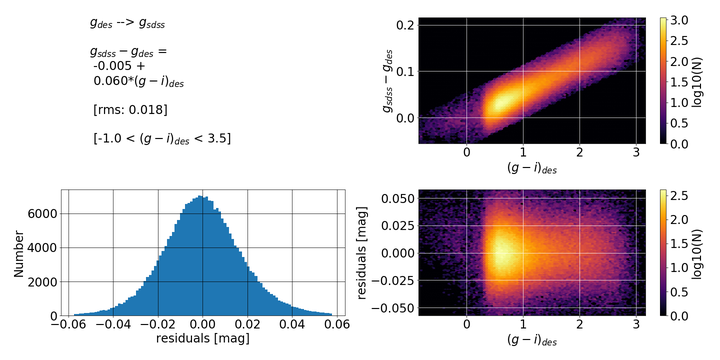 g_des --> g_sdss
g_sdss − g_des =
-0.005 +
0.060*(g − i)_des
[rms: 0.018]
[-1.0 < (g − i)_des < 3.5]
0.2
0.1
0.0
g_sdss − g_des
0 1 2 3
(g − i)_des
3.0
2.5
2.0
1.5
1.0
0.5
0.0
log10(N)
6000
4000
2000
0
Number
−0.06 −0.04 −0.02 0.00 0.02 0.04 0.06
residuals [mag]
0.050
0.025
0.000
−0.025
−0.050
residuals [mag]
0 1 2 3
(g − i)_des
2.5
2.0
1.5
1.0
0.5
0.0
log10(N)